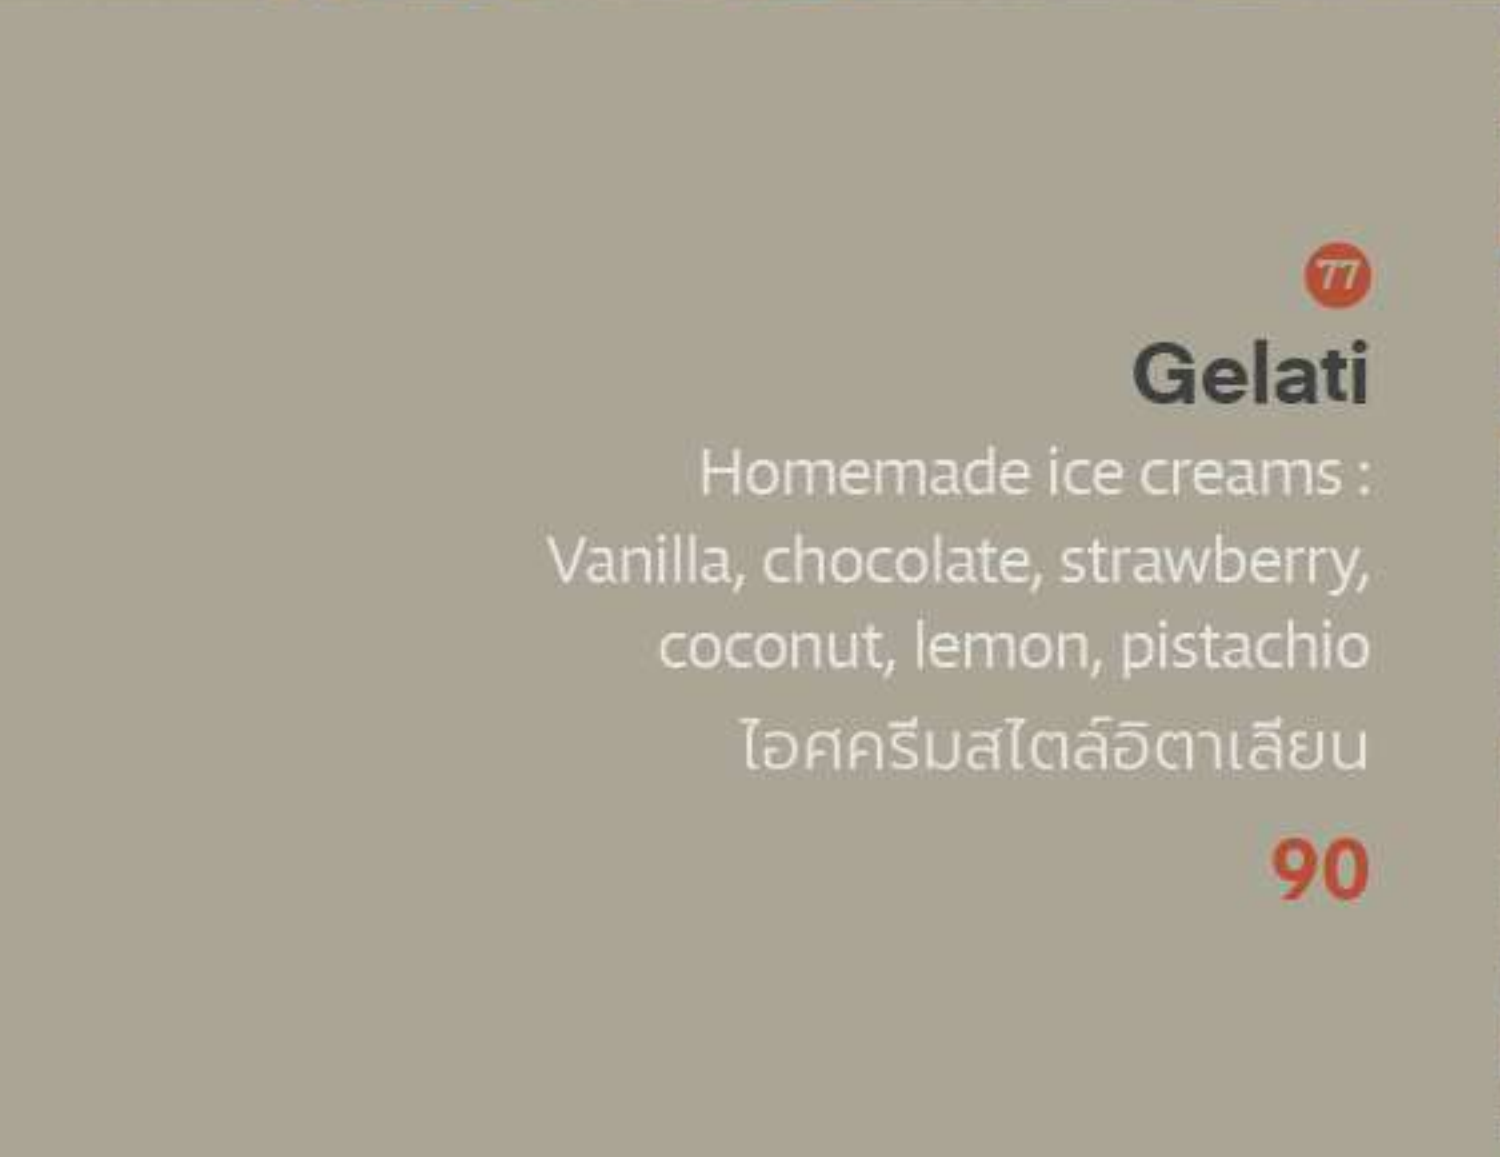 77
Gelati
Homemade ice creams :
Vanilla, chocolate, strawberry,
coconut, lemon, pistachio
ไอศครีมสไตล์อิตาเลียน
90